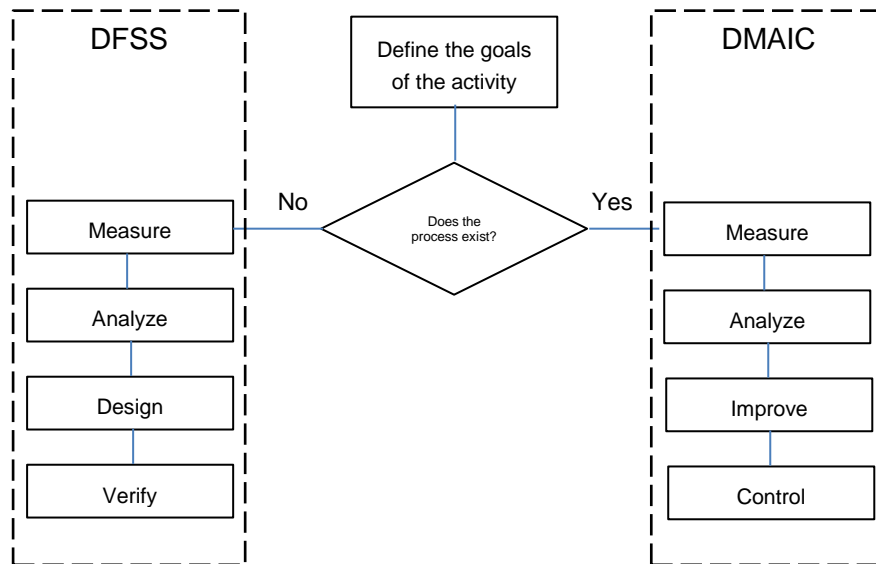 DFSS
Define the goals
of the activity
DMAIC
No
Does the
process exist?
Yes
Measure
Analyze
Design
Verify
Measure
Analyze
Improve
Control